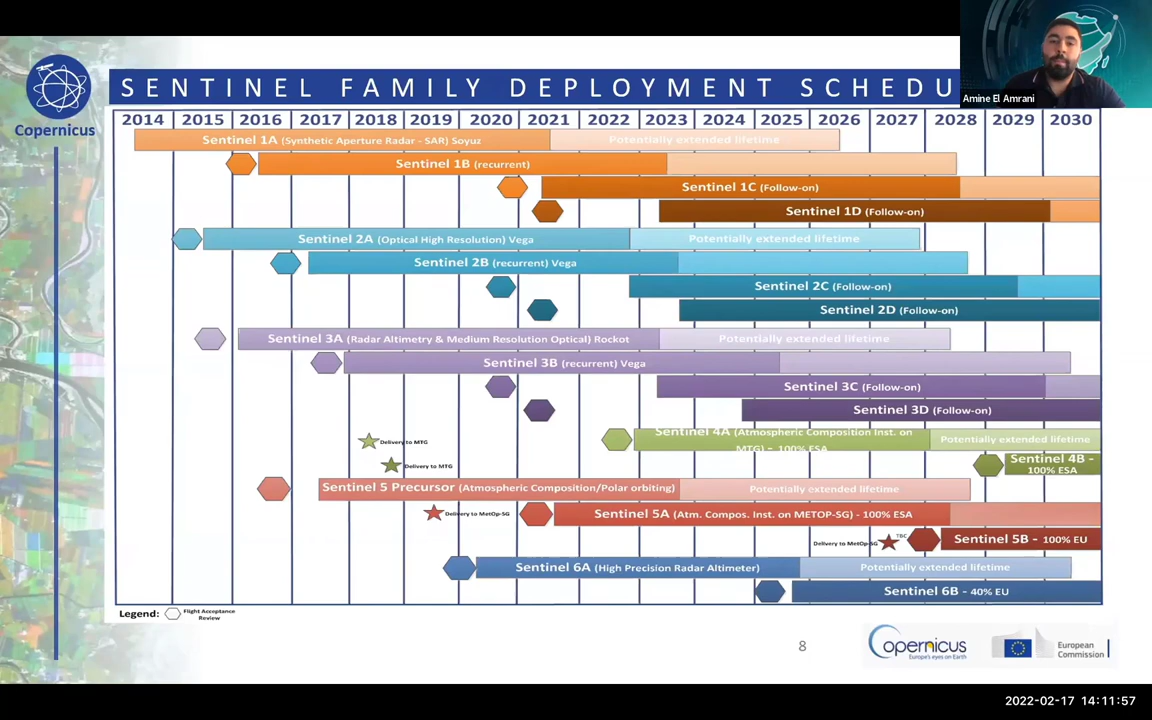 SENTINEL FAMILY DEPLOYMENT SCHEDU
Amine El Amrani
Copernicus
2014 2015 2016 2017 2018 2019 2020 2021 2022 2023 2024 2025 2026 2027 2028 2029 2030
Sentinel 1A (Synthetic Aperture Radar - SAR) Soyuz Potentially extended lifetime
Sentinel 1B (recurrent)
Sentinel 1C (Follow-on)
Sentinel 1D (Follow-on)
Sentinel 2A (Optical High Resolution) Vega Potentially extended lifetime
Sentinel 2B (recurrent) Vega
Sentinel 2C (Follow-on)
Sentinel 2D (Follow-on)
Sentinel 3A (Radar Altimetry & Medium Resolution Optical) Rockot Potentially extended lifetime
Sentinel 3B (recurrent) Vega
Sentinel 3C (Follow-on)
Sentinel 3D (Follow-on)
Delivery to MTG
Sentinel 4A (Atmospheric Composition Inst. on
MTG) - 100% ESA
Potentially extended lifetime
Delivery to MTG
Sentinel 4B -
100% ESA
Sentinel 5 Precursor (Atmospheric Composition/Polar orbiting) Potentially extended lifetime
Delivery to MetOp-SG Sentinel 5A (Atm. Compos. Inst. on METOP-SG) - 100% ESA
Delivery to MetOp-SG TBC Sentinel 5B - 100% EU
Sentinel 6A (High Precision Radar Altimeter) Potentially extended lifetime
Sentinel 6B - 40% EU
Legend: Flight Acceptance
Review
8
opernicus
Europe's eyes on Earth
European
Commission
2022-02-17 14:11:57